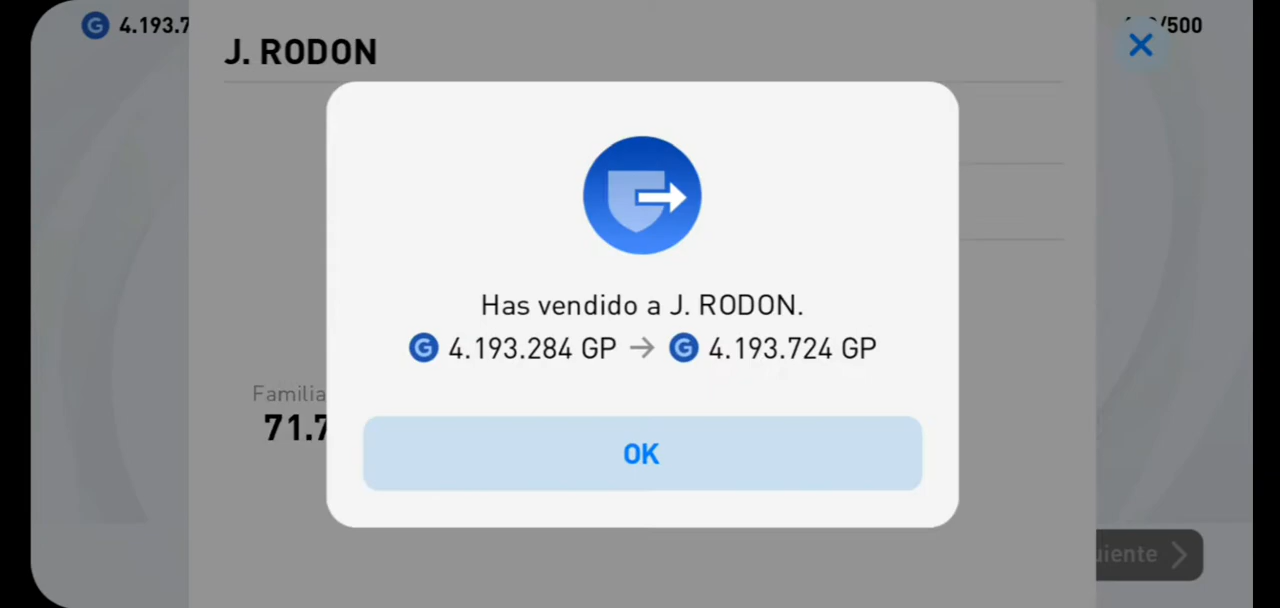 4.193.7
/500
J. RODON
Has vendido a J. RODON.
4.193.284 GP → 4.193.724 GP
Familia
71.7
OK
uiente